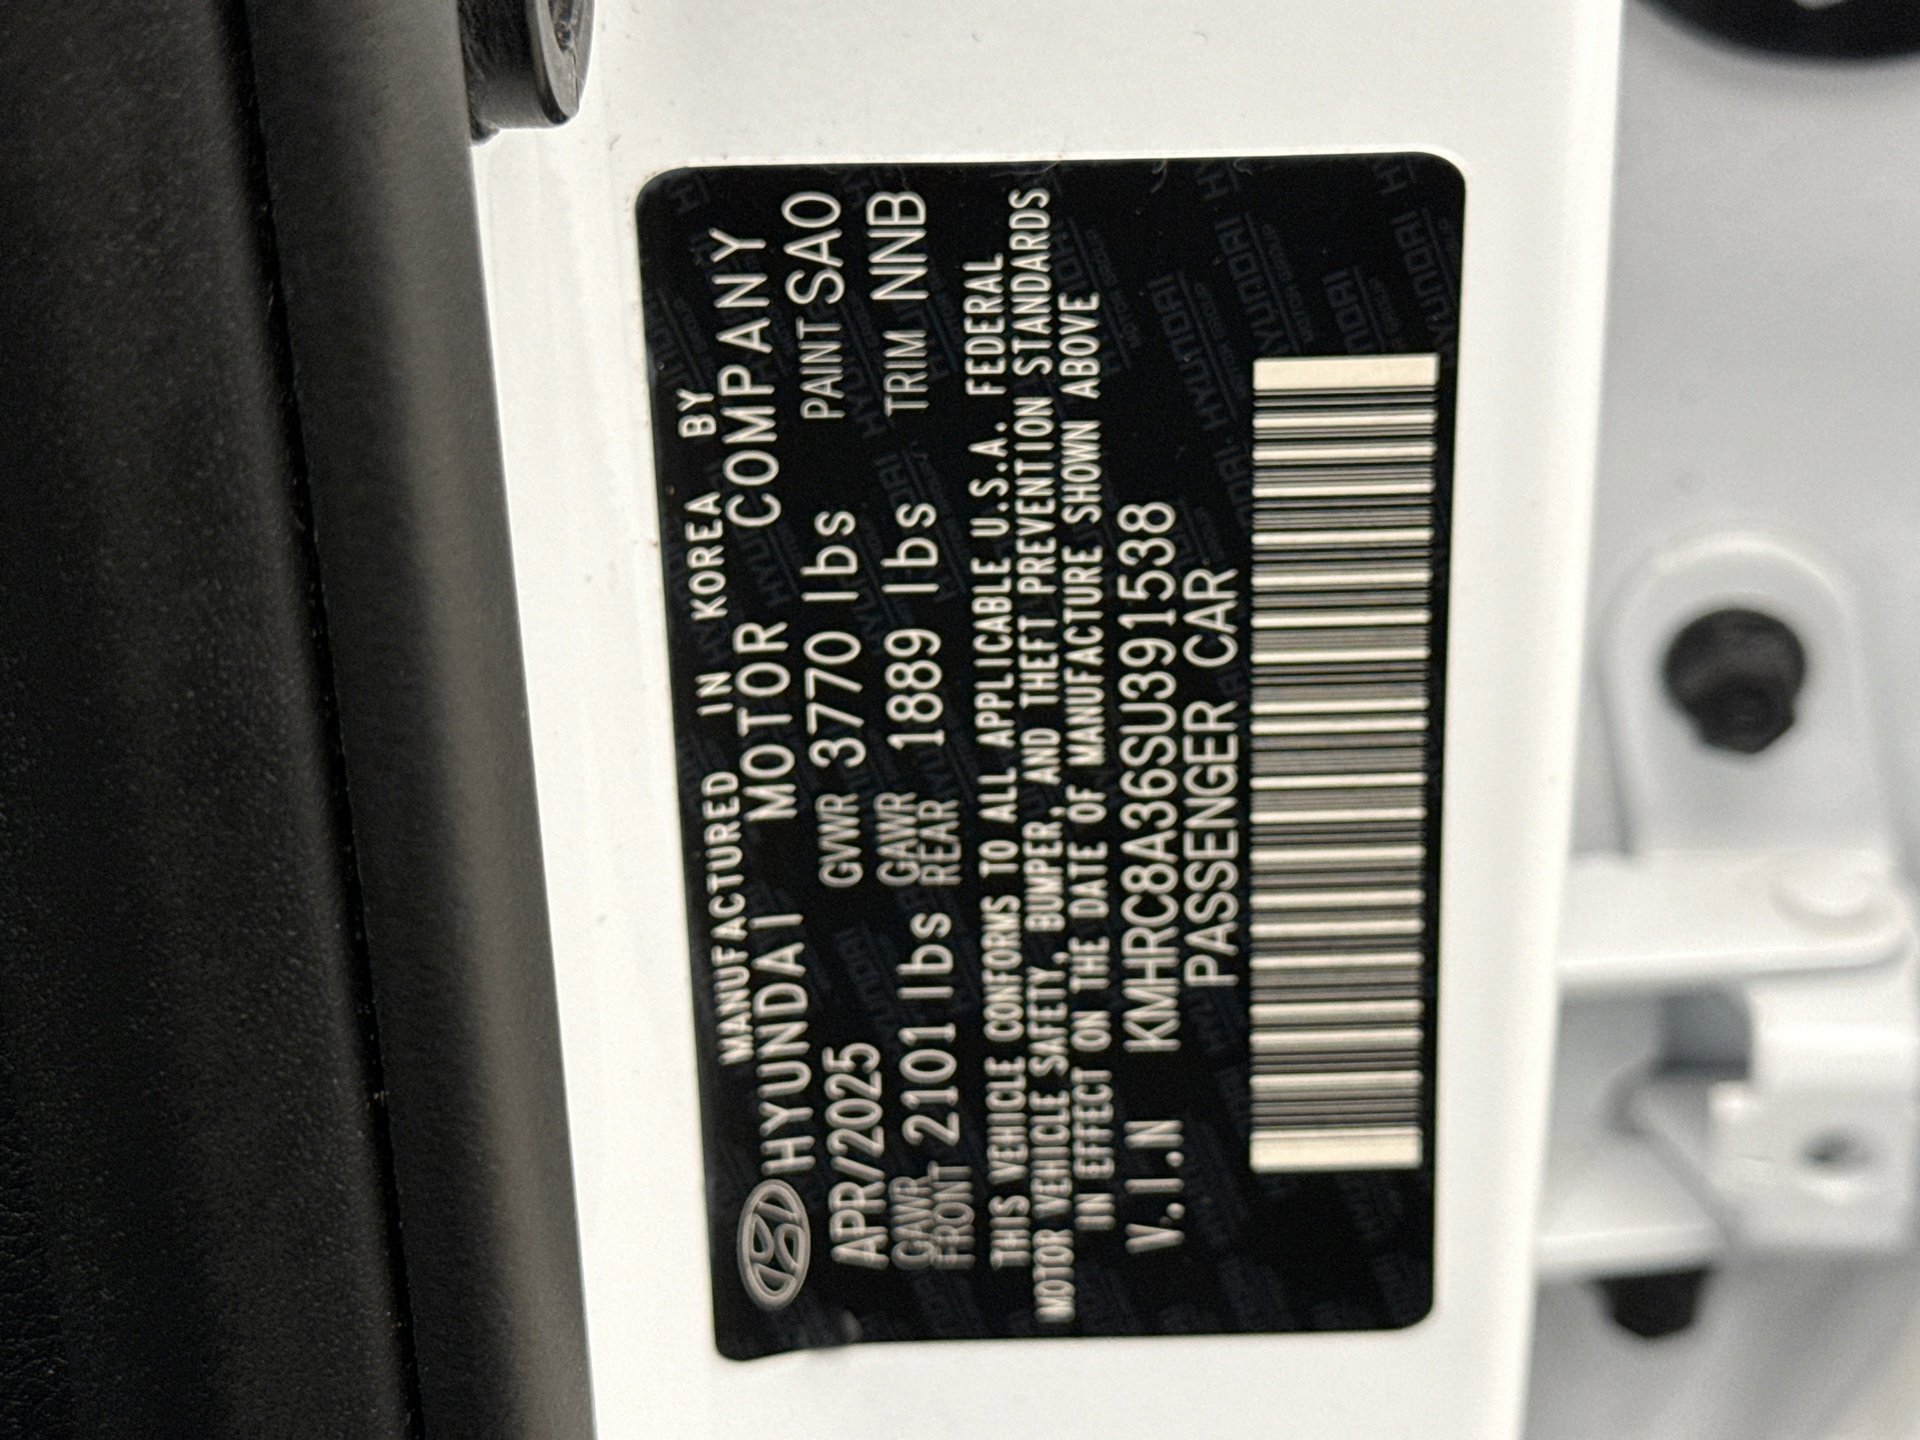 MANUFACTURED IN KOREA BY
HYUNDAI MOTOR COMPANY
APR/2025 GVWR 3770 lbs PAINT SA0
GAWR FRONT 2101 lbs GAWR REAR 1889 lbs TRIM NNB
THIS VEHICLE CONFORMS TO ALL APPLICABLE U.S.A. FEDERAL
MOTOR VEHICLE SAFETY, BUMPER, AND THEFT PREVENTION STANDARDS
IN EFFECT ON THE DATE OF MANUFACTURE SHOWN ABOVE
V.I.N KMHRC8A36SU391538
PASSENGER CAR